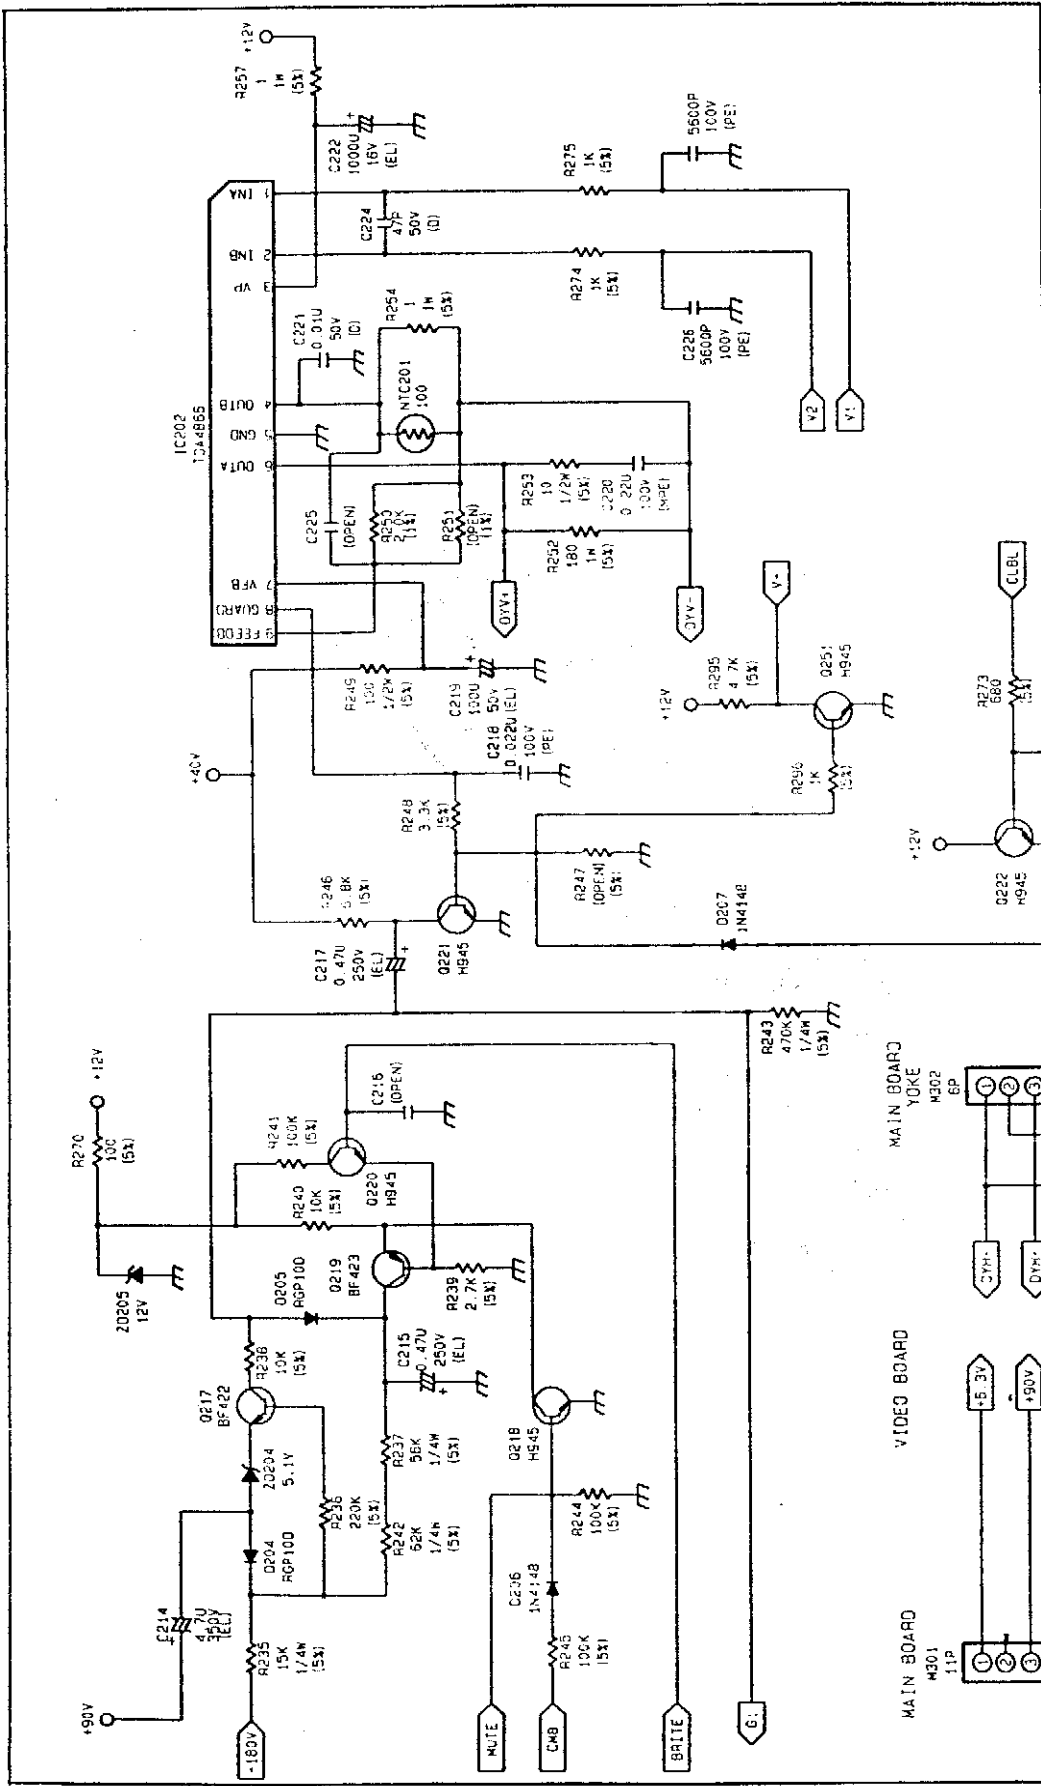 +12V
R257
1
1W
(5%)
C222
1000U
16V
(EL)
IC202
TDA4865
1 INA
2 INB
3 VP
4 OUTB
5 GND
6 OUTA
7 VFB
8 GUARD
9 FEEDB
C224
47P
50V
(D)
R275
1K
(5%)
5600P
100V
(PE)
R274
1K
(5%)
C226
5600P
100V
(PE)
V2
V1
C221
0.01U
50V
(D)
R254
1
1W
(5%)
NTC201
100
C225
(OPEN)
R250
2.0K
(1%)
R251
(OPEN)
(1%)
R253
10
1/2W
(5%)
C220
0.22U
100V
(MPE)
R252
180
1W
(5%)
DYV+
DYV-
+40V
R249
100
1/2W
(5%)
C219
100U
50V
(EL)
C218
0.022U
100V
(PE)
R248
3.3K
(5%)
R246
6.8K
(5%)
C217
0.47U
250V
(EL)
Q221
H945
R247
(OPEN)
(5%)
+12V
R295
4.7K
(5%)
Q251
H945
R296
1K
(5%)
D207
1N4148
+12V
Q222
H945
R273
680
(5%)
CLBL
+12V
R270
100
(5%)
ZD205
12V
R241
100K
(5%)
C216
(OPEN)
Q220
H945
R240
10K
(5%)
Q219
BF423
R239
2.7K
(5%)
D205
RGP10D
10K
(5%)
Q217
BF422
ZD204
5.1V
D204
RGP10D
R236
220K
(5%)
R237
56K
1/4W
(5%)
R242
62K
1/4W
(5%)
C215
0.47U
250V
(EL)
+90V
C214
4.7U
350V
(EL)
R235
15K
1/4W
(5%)
+180V
Q218
H945
R244
100K
(5%)
D206
1N4148
R245
100K
(5%)
MUTE
CMB
BRITE
G1
R243
470K
1/4W
(5%)
MAIN BOARD
YOKE
M302
6P
1
2
3
VIDEO BOARD
+6.3V
+90V
MAIN BOARD
M301
11P
1
2
3